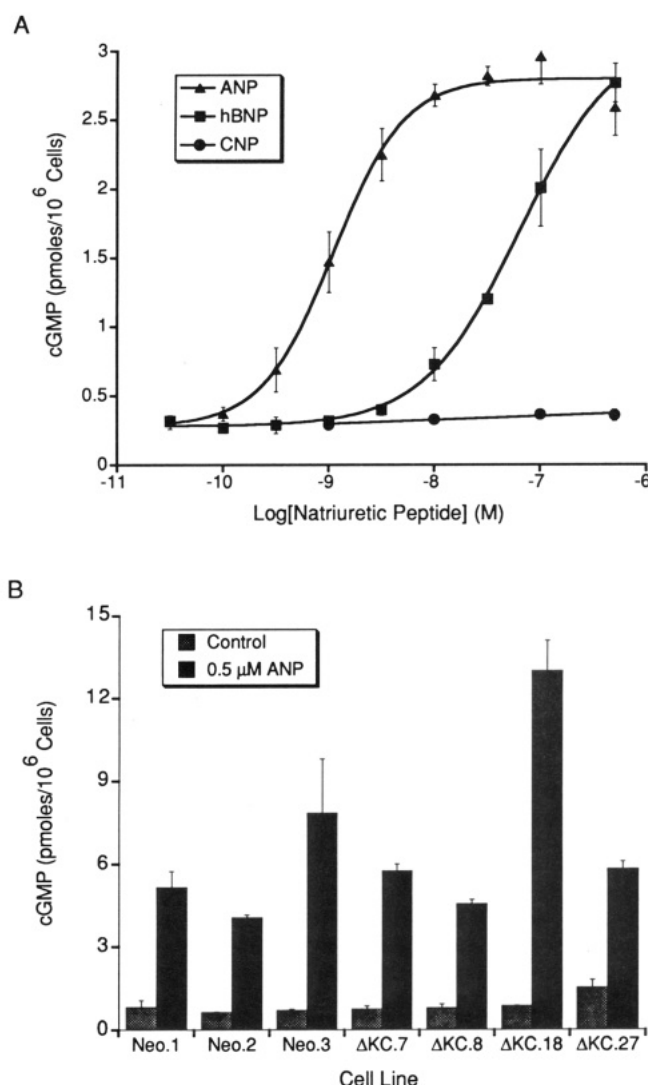 A
ANP
hBNP
CNP
cGMP (pmoles/10⁶ Cells)
3
2.5
2
1.5
1
0.5
0
-11
-10
-9
-8
-7
-6
Log[Natriuretic Peptide] (M)
B
Control
0.5 μM ANP
cGMP (pmoles/10⁶ Cells)
15
12
9
6
3
0
Neo.1
Neo.2
Neo.3
ΔKC.7
ΔKC.8
ΔKC.18
ΔKC.27
Cell Line